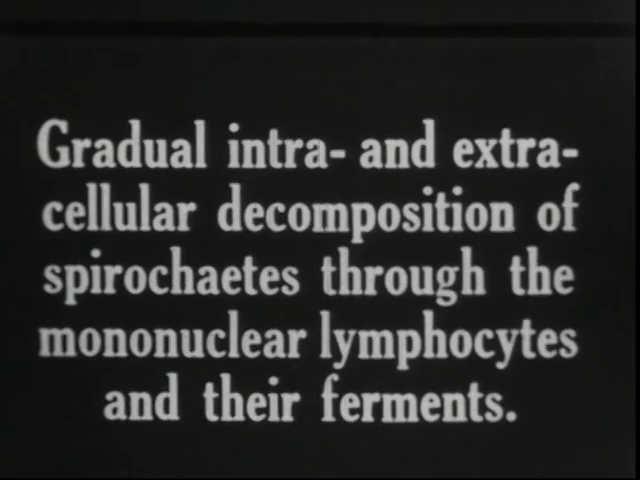 Gradual intra- and extra-
cellular decomposition of
spirochaetes through the
mononuclear lymphocytes
and their ferments.